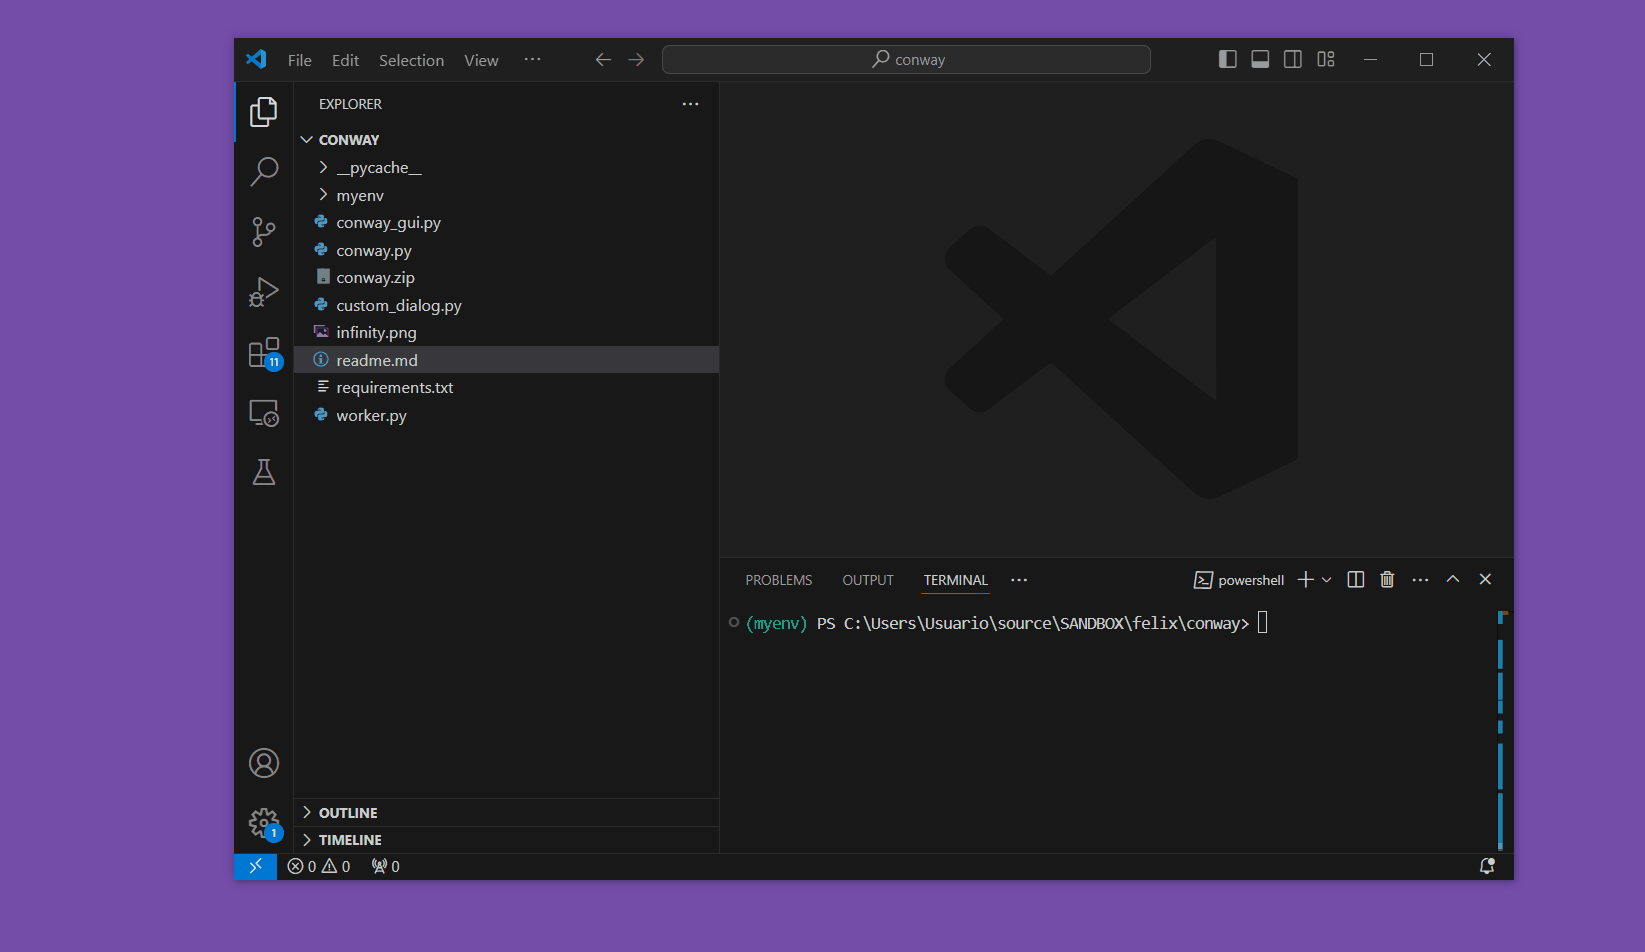 File Edit Selection View ··· conway
EXPLORER ···
CONWAY
__pycache__
myenv
conway_gui.py
conway.py
conway.zip
custom_dialog.py
infinity.png
readme.md
requirements.txt
worker.py
11
1
OUTLINE
TIMELINE
PROBLEMS OUTPUT TERMINAL ··· powershell ···
(myenv) PS C:\Users\Usuario\source\SANDBOX\felix\conway>
0 0 0